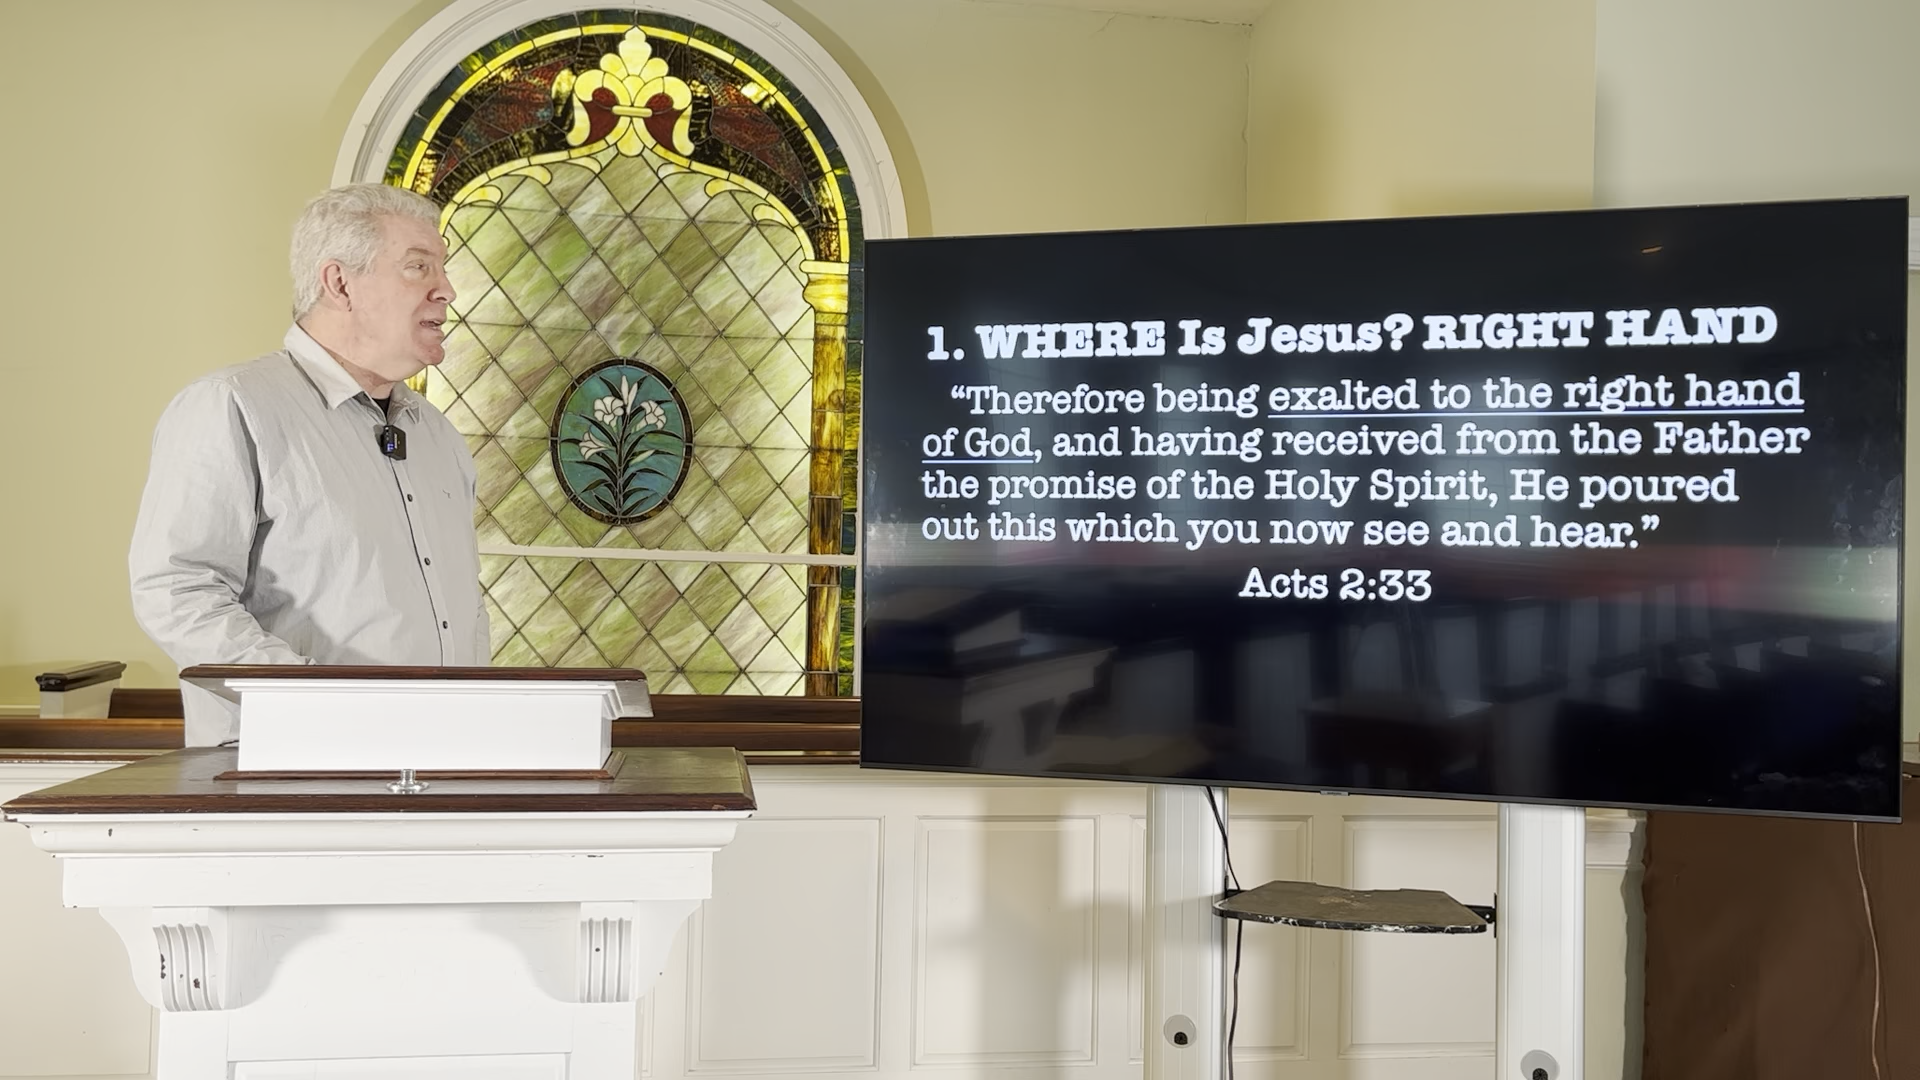 1. WHERE Is Jesus? RIGHT HAND
“Therefore being exalted to the right hand
of God, and having received from the Father
the promise of the Holy Spirit, He poured
out this which you now see and hear.”
Acts 2:33